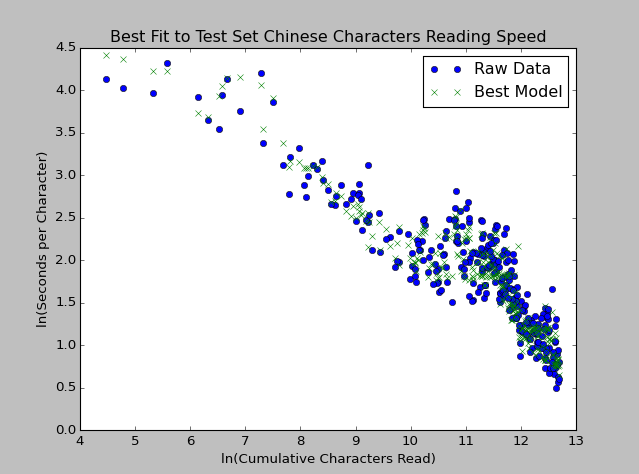 Best Fit to Test Set Chinese Characters Reading Speed
Raw Data
Best Model
ln(Seconds per Character)
4.5
4.0
3.5
3.0
2.5
2.0
1.5
1.0
0.5
0.0
4 5 6 7 8 9 10 11 12 13
ln(Cumulative Characters Read)